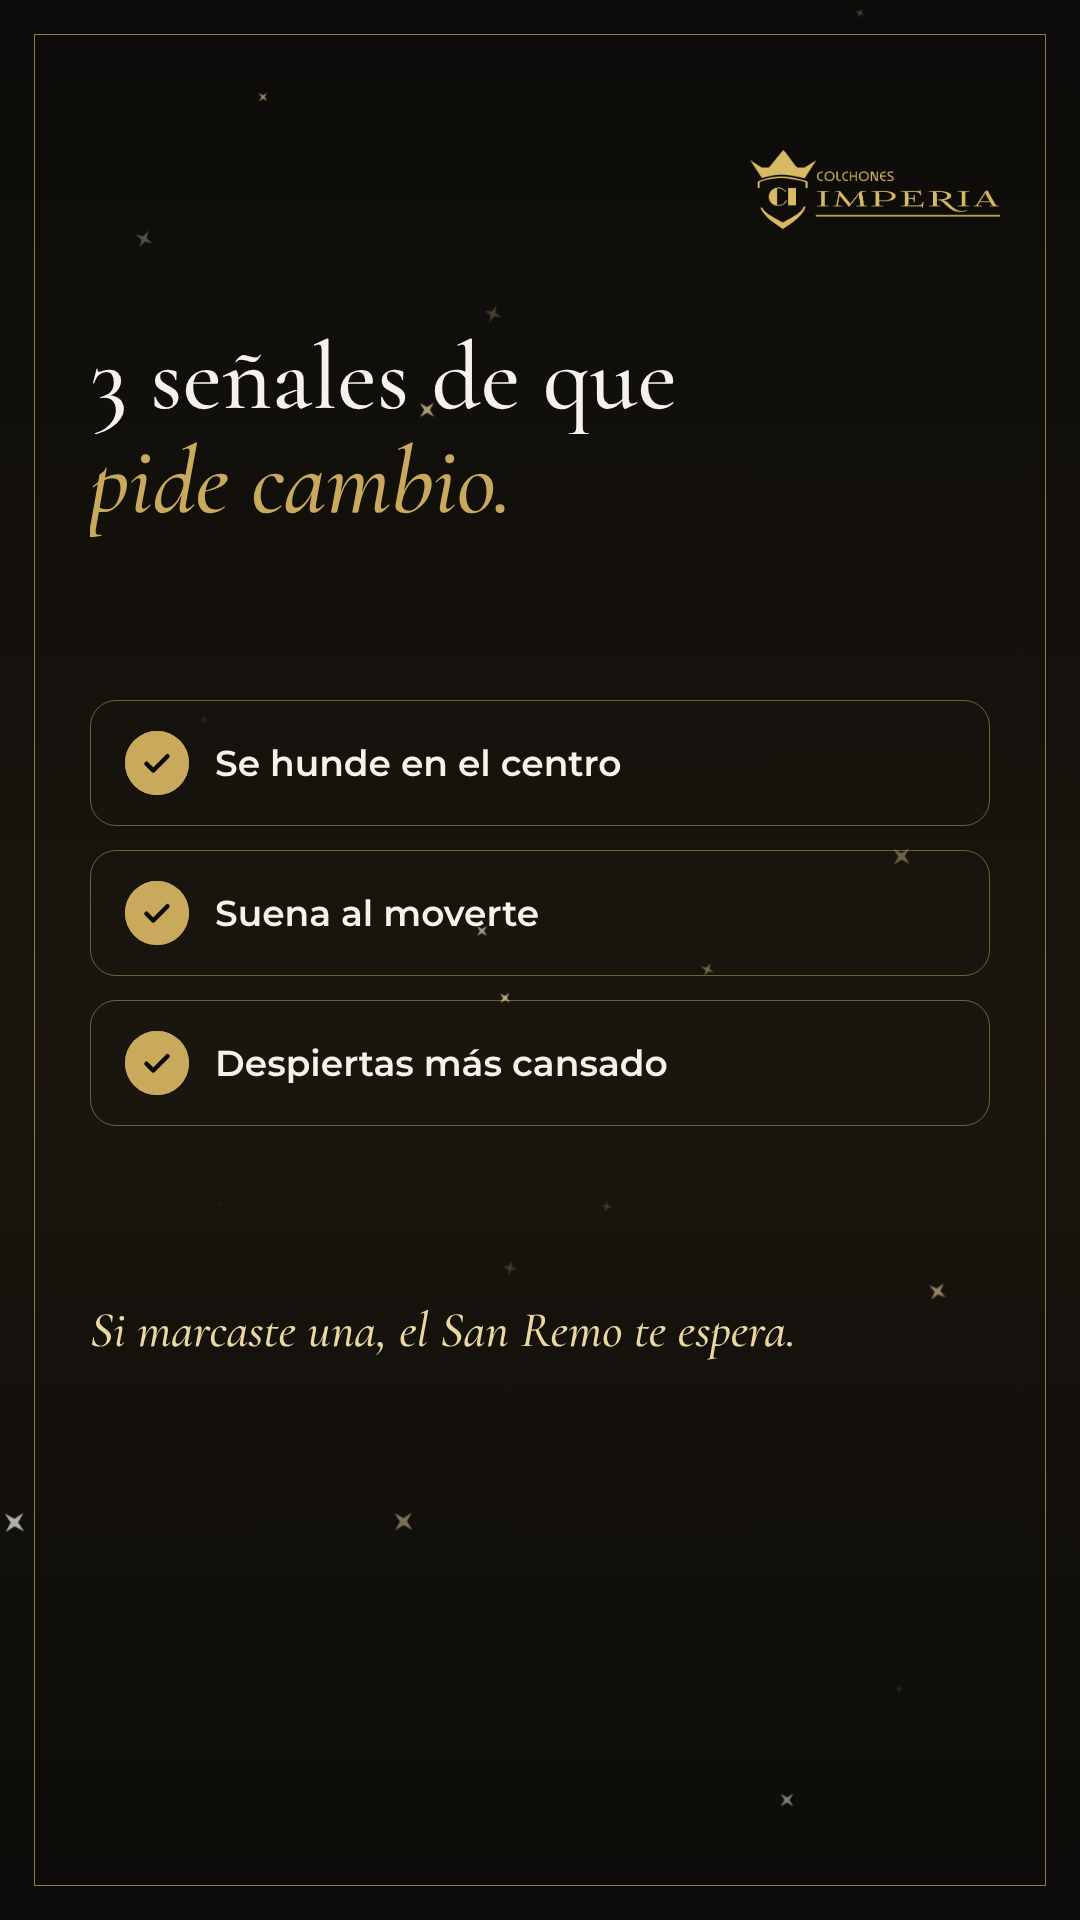 COLCHONES
IMPERIA
3 señales de que
pide cambio.
Se hunde en el centro
Suena al moverte
Despiertas más cansado
Si marcaste una, el San Remo te espera.